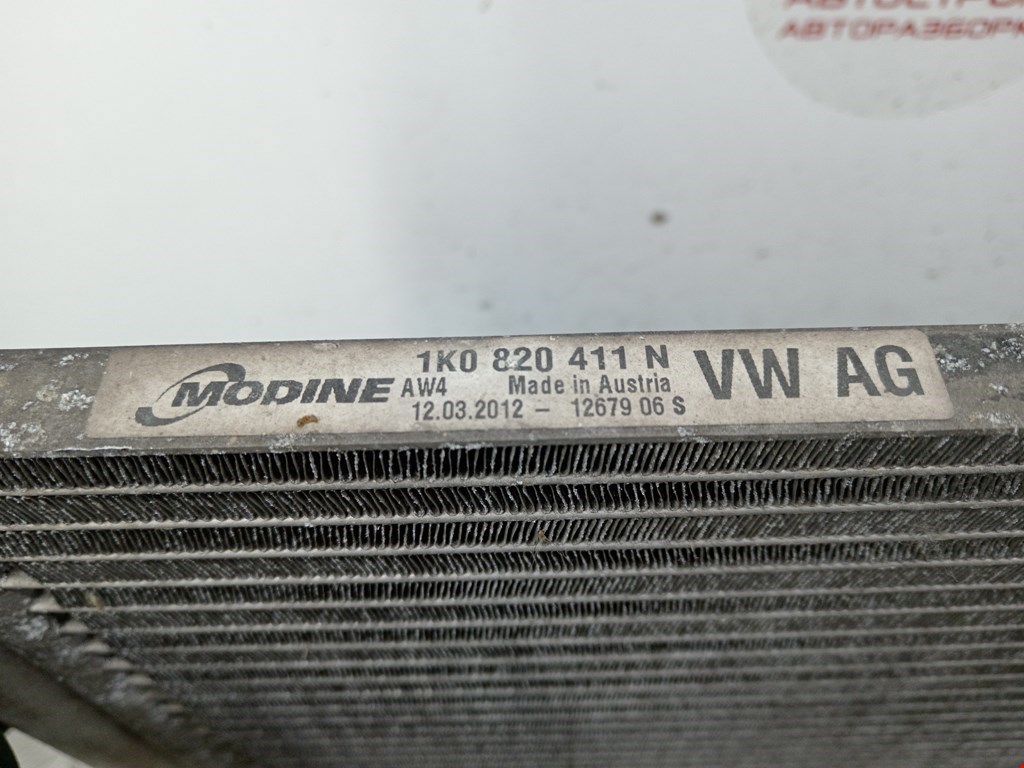 АВТОРАЗБОРК
MODINE
1K0 820 411 N
AW4 Made in Austria
12.03.2012 – 12679 06 S
VW AG